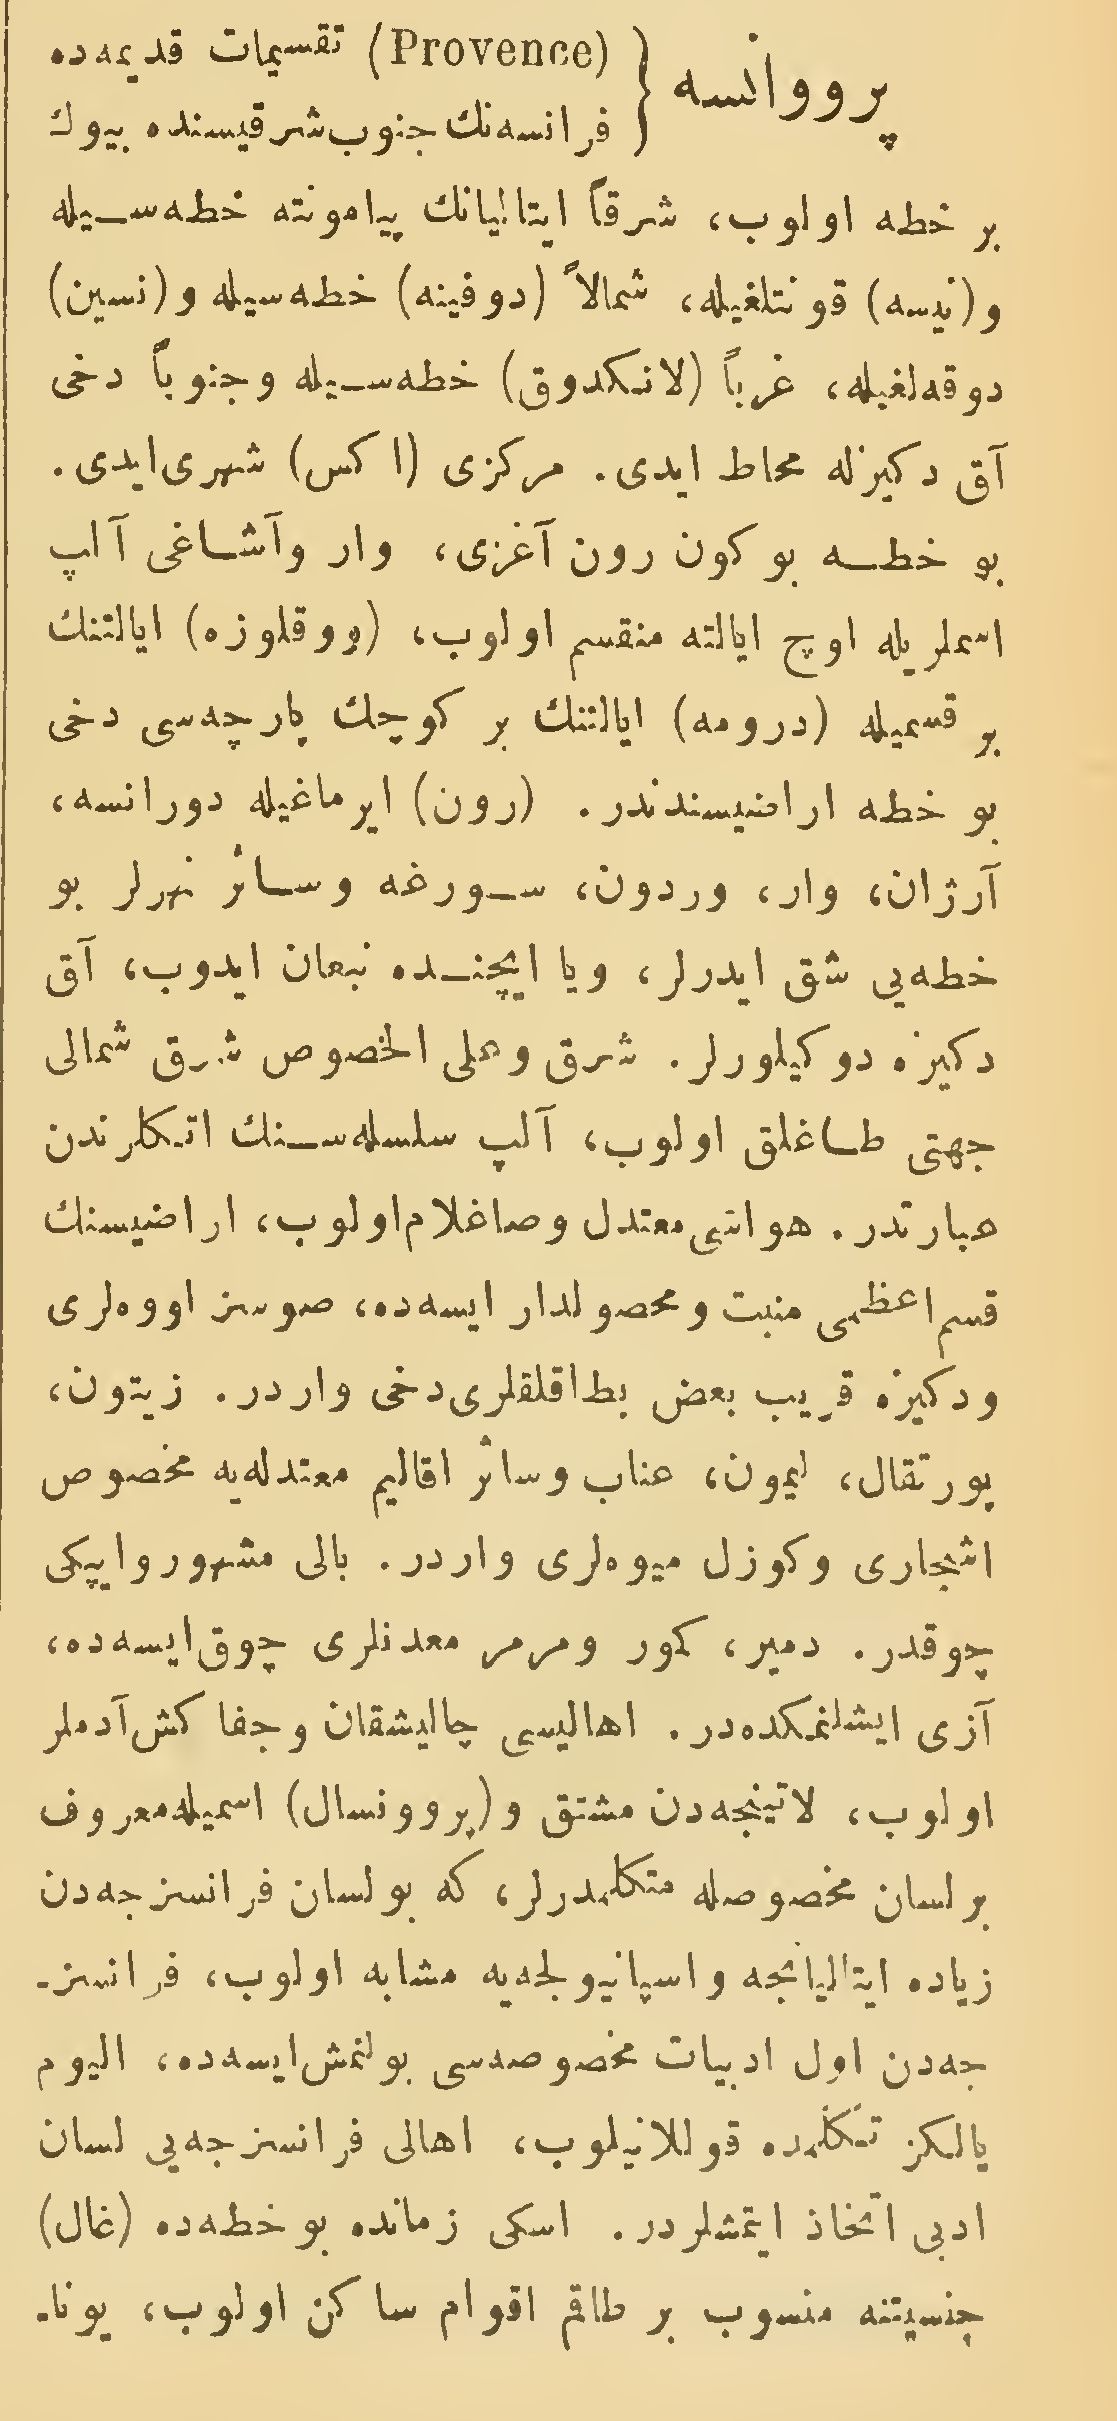 پرووانسه { (Provence) تقسیمات قدیمه‌ده
فرانسه‌نك جنوب شرقیسنده بیوك
بر خطه اولوب، شرقاً ایتالیانك پیامونته خطه‌سیله
و (نیسه) قونتلغیله، شمالاً (دوفینه) خطه‌سیله و (نسین)
دوقه‌لغیله، غرباً (لانکدوق) خطه‌سیله وجنوباً دخی
آق دکیزله محاط ایدی. مرکزی (اکس) شهری ایدی.
بو خطه بو کون رون آغزی، وار وآشاغی آلپ
اسملریله اوچ ایالته منقسم اولوب، (ووقلوزه) ایالتنك
بر قسمیله (درومه) ایالتنك بر کوچك پارچه‌سی دخی
بو خطه اراضیسندندر. (رون) ایرماغیله دورانسه،
آرژان، وار، وردون، سورغه وسائر نهرلر بو
خطه‌یی شق ایدرلر، ویا ایچنده نبعان ایدوب، آق
دکیزه دوکیلورلر. شرق وعلی الخصوص شرق شمالی
جهتی طاغلق اولوب، آلپ سلسله‌سنك اتکلرندن
عبارتدر. هواسی معتدل وصاغلام اولوب، اراضیسنك
قسم اعظمی منبت ومحصولدار ایسه‌ده، صوسز اووه‌لری
ودکیزه قریب بعض بطاقلقلری دخی واردر. زیتون،
پورتقال، لیمون، عناب وسائر اقالیم معتدله‌یه مخصوص
اشجاری وکوزل میوه‌لری واردر. بالی مشهور وایپکی
چوقدر. دمیر، کمور ومرمر معدنلری چوق ایسه‌ده،
آزی ایشلنمکده‌در. اهالیسی چالیشقان وجفاکش آدملر
اولوب، لاتینجه‌دن مشتق و (پروونسال) اسمیله معروف
بر لسان مخصوصله متکلمدرلر، که بو لسان فرانسزجه‌دن
زیاده ایتالیانجه واسپانیولجه‌یه مشابه اولوب، فرانسز-
جه‌دن اول ادبیات مخصوصه‌سی بولنمش ایسه‌ده، الیوم
یالکز تکلمده قوللانیلوب، اهالی فرانسزجه‌یی لسان
ادبی اتخاذ ایتمشلردر. اسکی زمانده بو خطه‌ده (غال)
جنسیتنه منسوب بر طاقم اقوام ساکن اولوب، یونا-